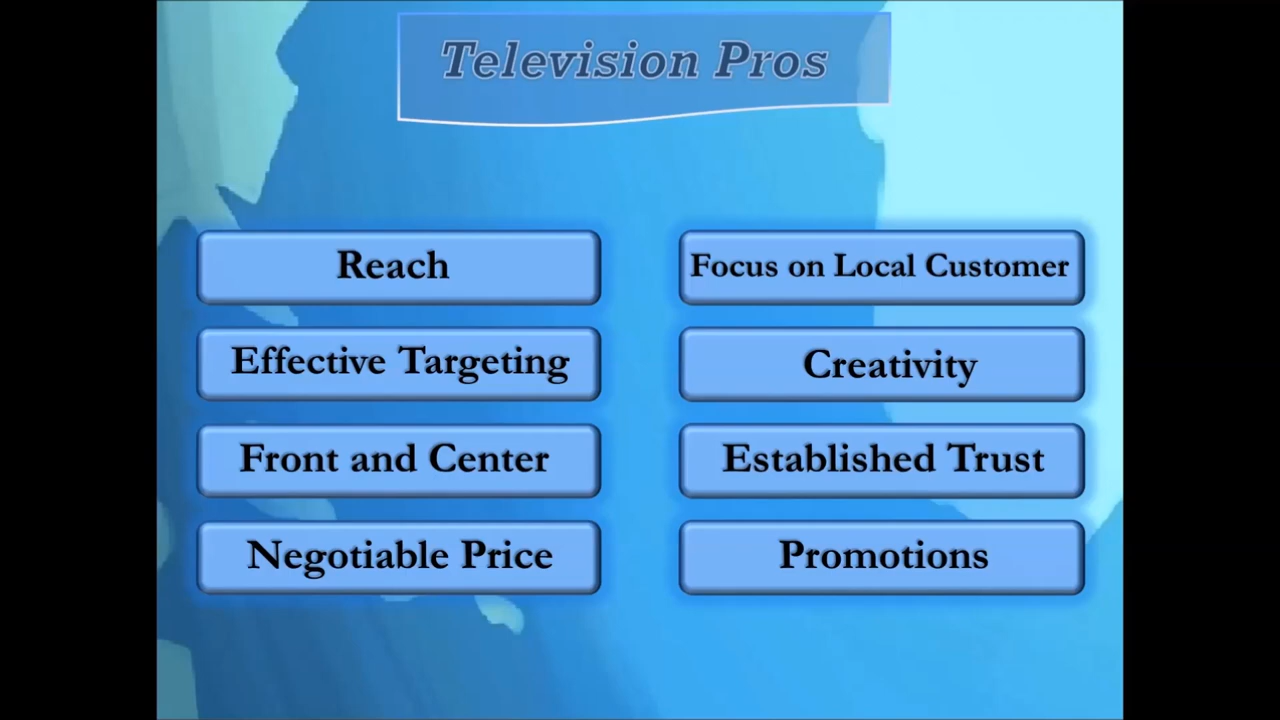 Television Pros
Reach
Effective Targeting
Front and Center
Negotiable Price
Focus on Local Customer
Creativity
Established Trust
Promotions